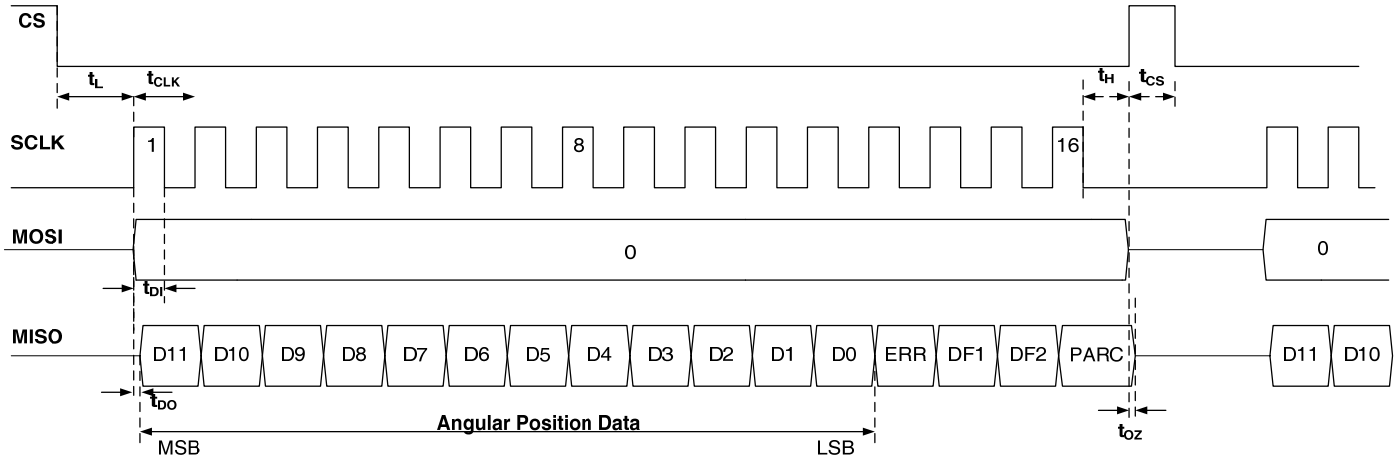 CS
tL tCLK tH tCS
SCLK 1 8 16
MOSI 0 0
tDI
MISO D11 D10 D9 D8 D7 D6 D5 D4 D3 D2 D1 D0 ERR DF1 DF2 PARC D11 D10
tDO
Angular Position Data
tOZ
MSB LSB